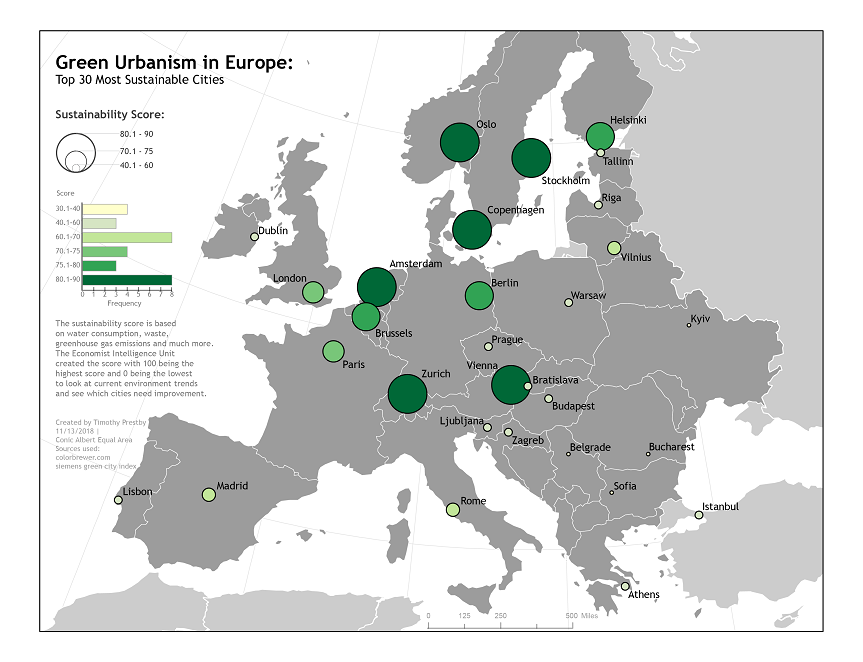 Green Urbanism in Europe:
Top 30 Most Sustainable Cities
Sustainability Score:
80.1 - 90
70.1 - 75
40.1 - 60
Score
30.1-40
40.1-60
60.1-70
70.1-75
75.1-80
80.1-90
0 1 2 3 4 5 6 7 8
Frequency
The sustainability score is based
on water consumption, waste,
greenhouse gas emissions and much more.
The Economist Intelligence Unit
created the score with 100 being the
highest score and 0 being the lowest
to look at current environment trends
and see which cities need improvement.
Created by Timothy Prestby
11/13/2018 |
Conic Albert Equal Area
Sources used:
colorbrewer.com
siemens green city index
Oslo
Helsinki
Tallinn
Stockholm
Riga
Copenhagen
Dublin
Vilnius
Amsterdam
London
Berlin
Warsaw
Kyiv
Brussels
Prague
Paris
Vienna
Zurich
Bratislava
Budapest
Ljubljana
Zagreb
Belgrade
Bucharest
Madrid
Lisbon
Sofia
Rome
Istanbul
Athens
0 125 250 500 Miles